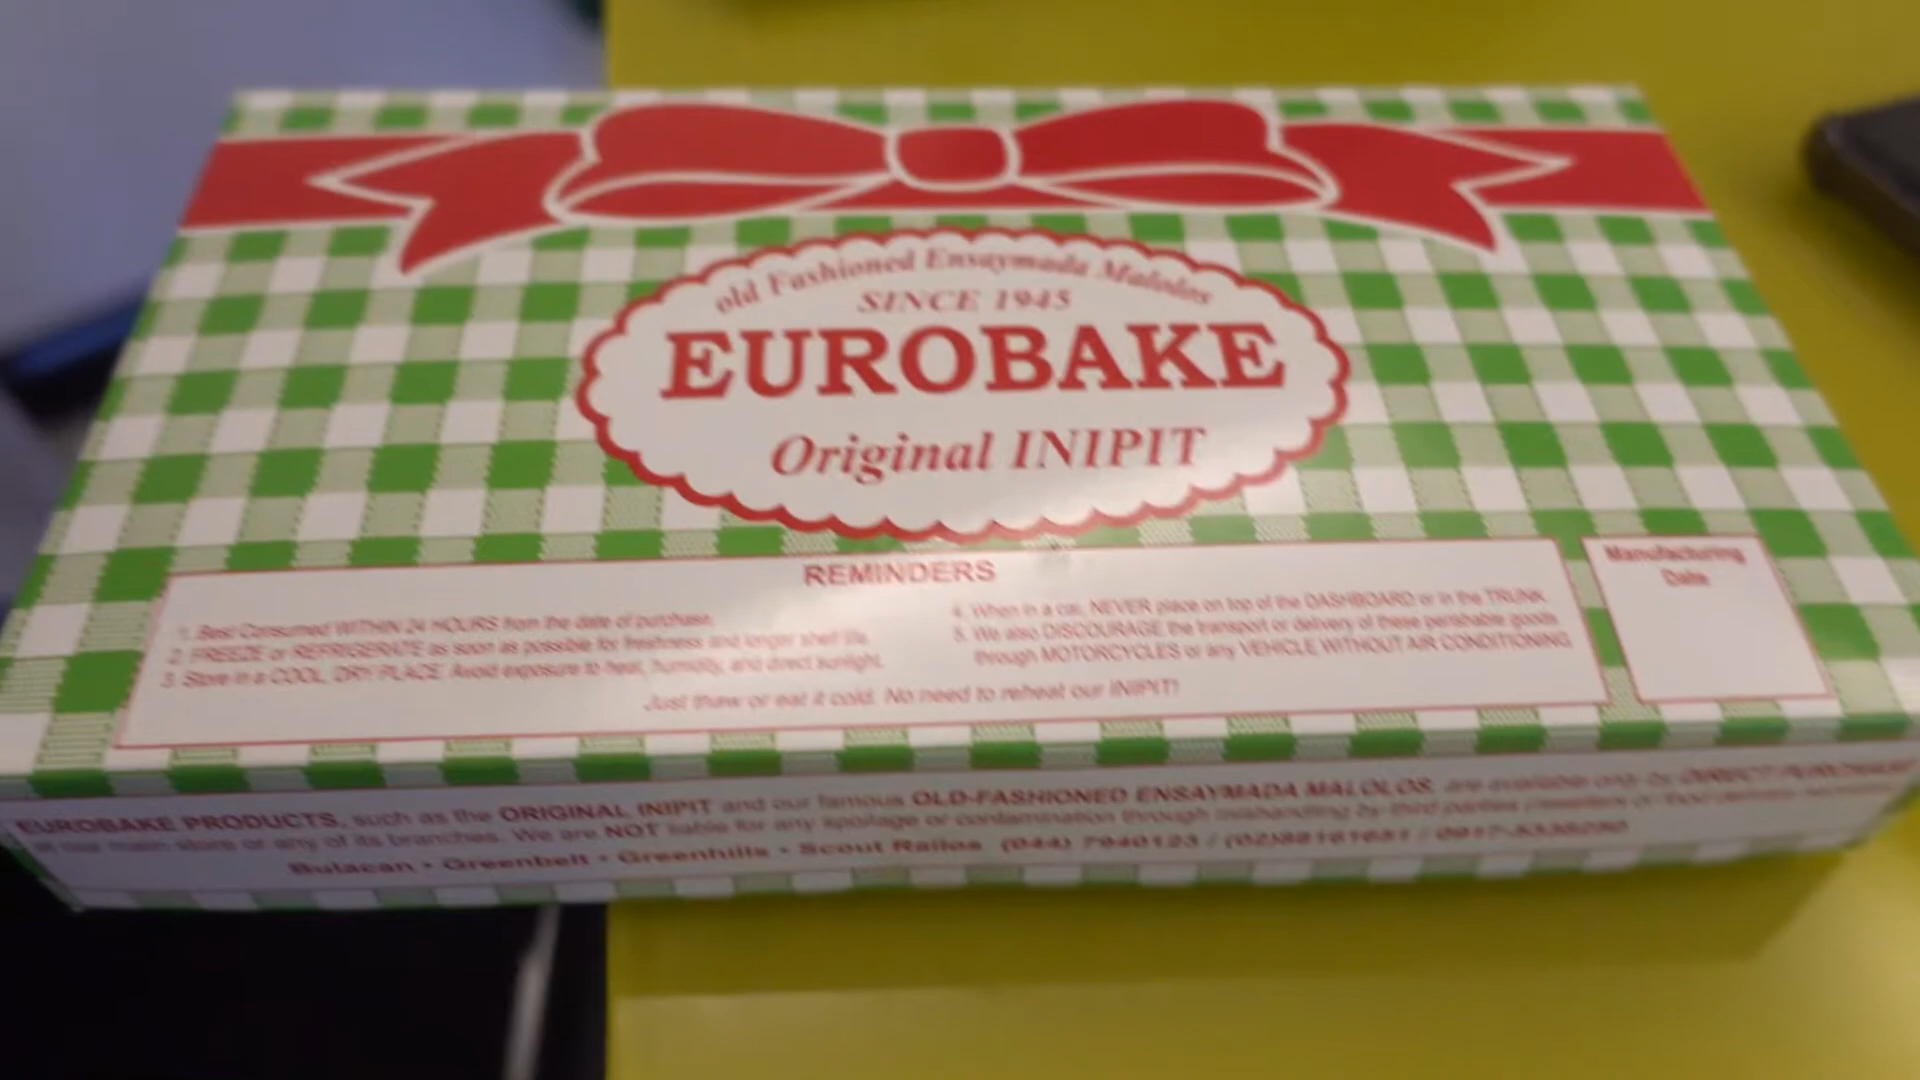 old Fashioned Ensaymada Malolos
SINCE 1945
EUROBAKE
Original INIPIT
REMINDERS
1. Best Consumed WITHIN 24 HOURS from the date of purchase.
2. FREEZE or REFRIGERATE as soon as possible for freshness and longer shelf life.
3. Store in a COOL, DRY PLACE. Avoid exposure to heat, humidity, and direct sunlight.
4. When in a car, NEVER place on top of the DASHBOARD or in the TRUNK.
5. We also DISCOURAGE the transport or delivery of these perishable goods
through MOTORCYCLES or any VEHICLE WITHOUT AIR CONDITIONING
Just thaw or eat it cold. No need to reheat our INIPIT!
Manufacturing
Date
EUROBAKE PRODUCTS, such as the ORIGINAL INIPIT and our famous OLD-FASHIONED ENSAYMADA MALOLOS, are available only by DIRECT PURCHASE
at our main store or any of its branches. We are NOT liable for any spoilage or contamination through mishandling by third parties
Bulacan • Greenbelt • Greenhills • Scout Rallos (044) 7940123 /